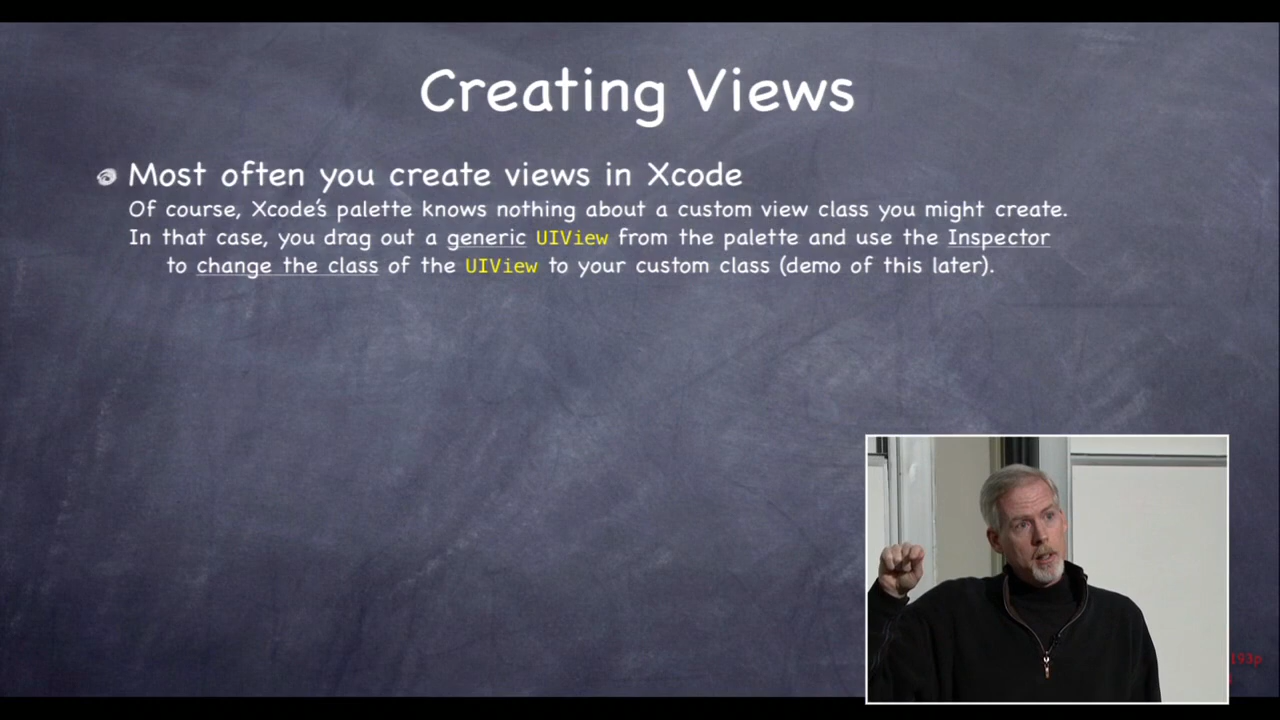 Creating Views
Most often you create views in Xcode
Of course, Xcode's palette knows nothing about a custom view class you might create.
In that case, you drag out a generic UIView from the palette and use the Inspector
to change the class of the UIView to your custom class (demo of this later).
193p